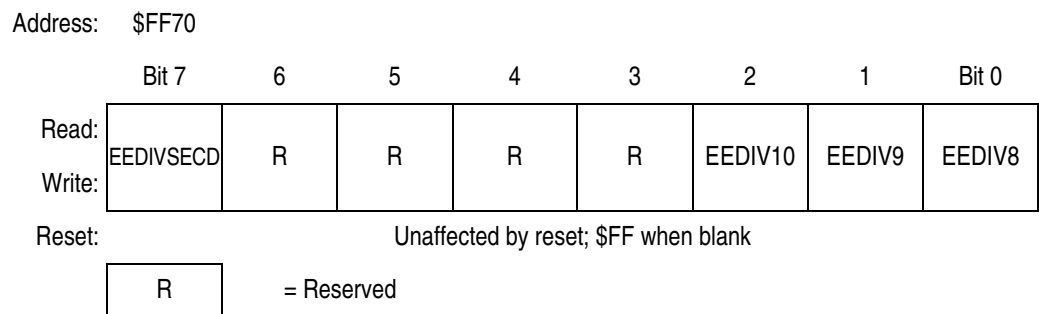 Address: $FF70
Bit 7 6 5 4 3 2 1 Bit 0
Read:
EEDIVSECD R R R R EEDIV10 EEDIV9 EEDIV8
Write:
Reset: Unaffected by reset; $FF when blank
R = Reserved